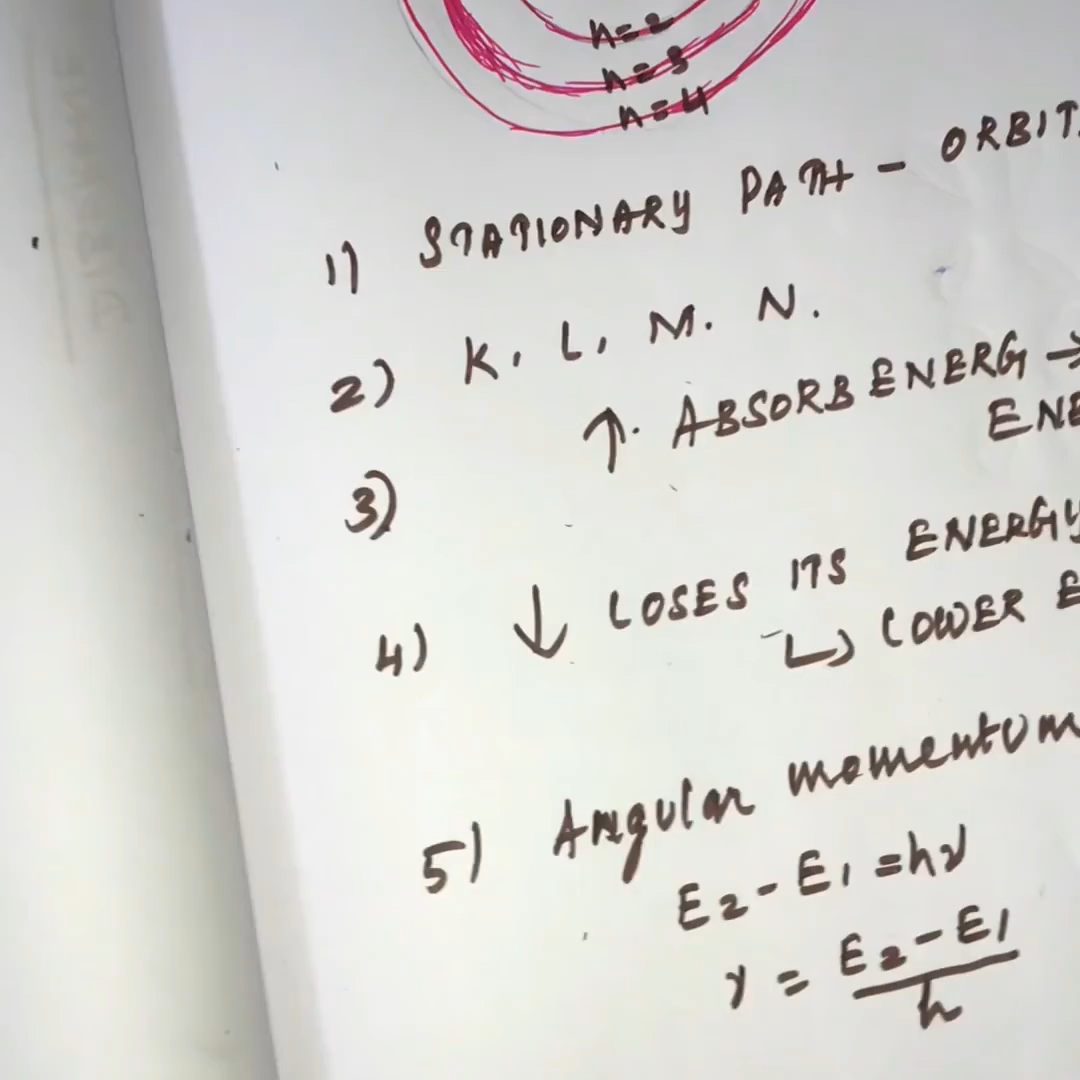 n=2
n=3
n=4
1) STATIONARY PATH - ORBIT
2) K, L, M. N.
3) ↑. ABSORB ENERG →
ENE
4) ↓ LOSES ITS ENERGY
↳ LOWER E
5) Angular momentum
E2 - E1 = hν
ν = E2 - E1 / h